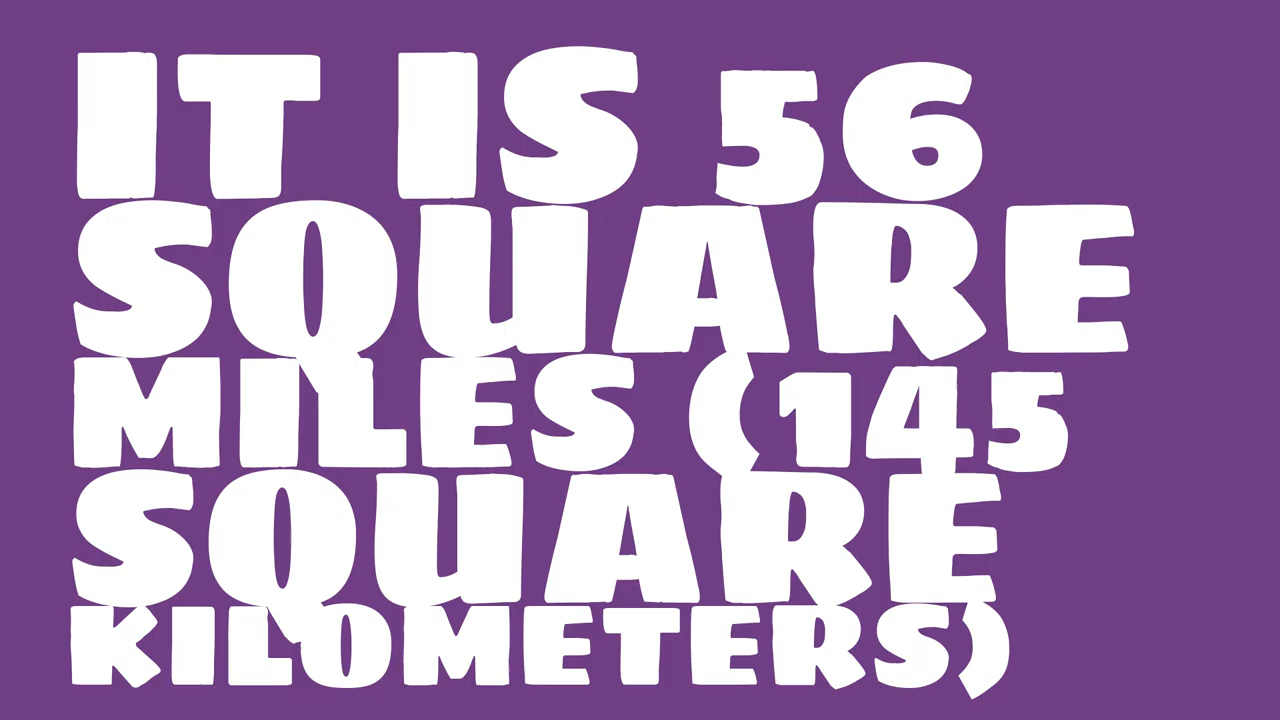 IT IS 56
SQUARE
MILES (145
SQUARE
KILOMETERS)